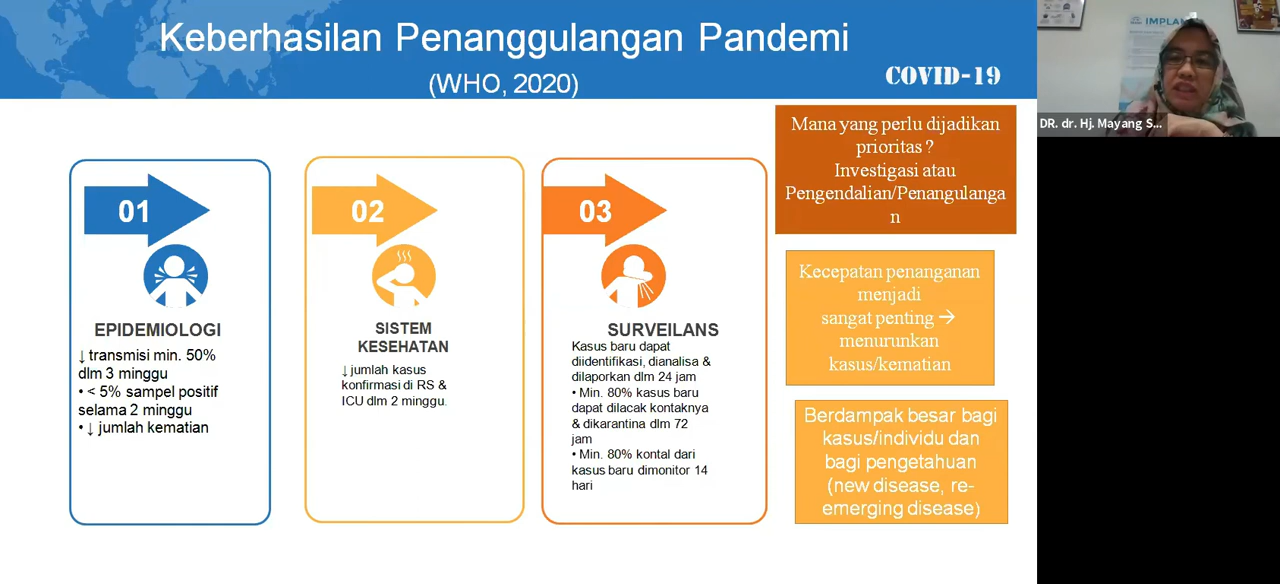 Keberhasilan Penanggulangan Pandemi
(WHO, 2020)
COVID-19
01
EPIDEMIOLOGI
↓ transmisi min. 50%
dlm 3 minggu
• < 5% sampel positif
selama 2 minggu
• ↓ jumlah kematian
02
SISTEM
KESEHATAN
↓ jumlah kasus
konfirmasi di RS &
ICU dlm 2 minggu.
03
SURVEILANS
Kasus baru dapat
diidentifikasi, dianalisa &
dilaporkan dlm 24 jam
• Min. 80% kasus baru
dapat dilacak kontaknya
& dikarantina dlm 72
jam
• Min. 80% kontal dari
kasus baru dimonitor 14
hari
Mana yang perlu dijadikan
prioritas ?
Investigasi atau
Pengendalian/Penangulanga
n
Kecepatan penanganan
menjadi
sangat penting →
menurunkan
kasus/kematian
Berdampak besar bagi
kasus/individu dan
bagi pengetahuan
(new disease, re-
emerging disease)
DR. dr. Hj. Mayang S...